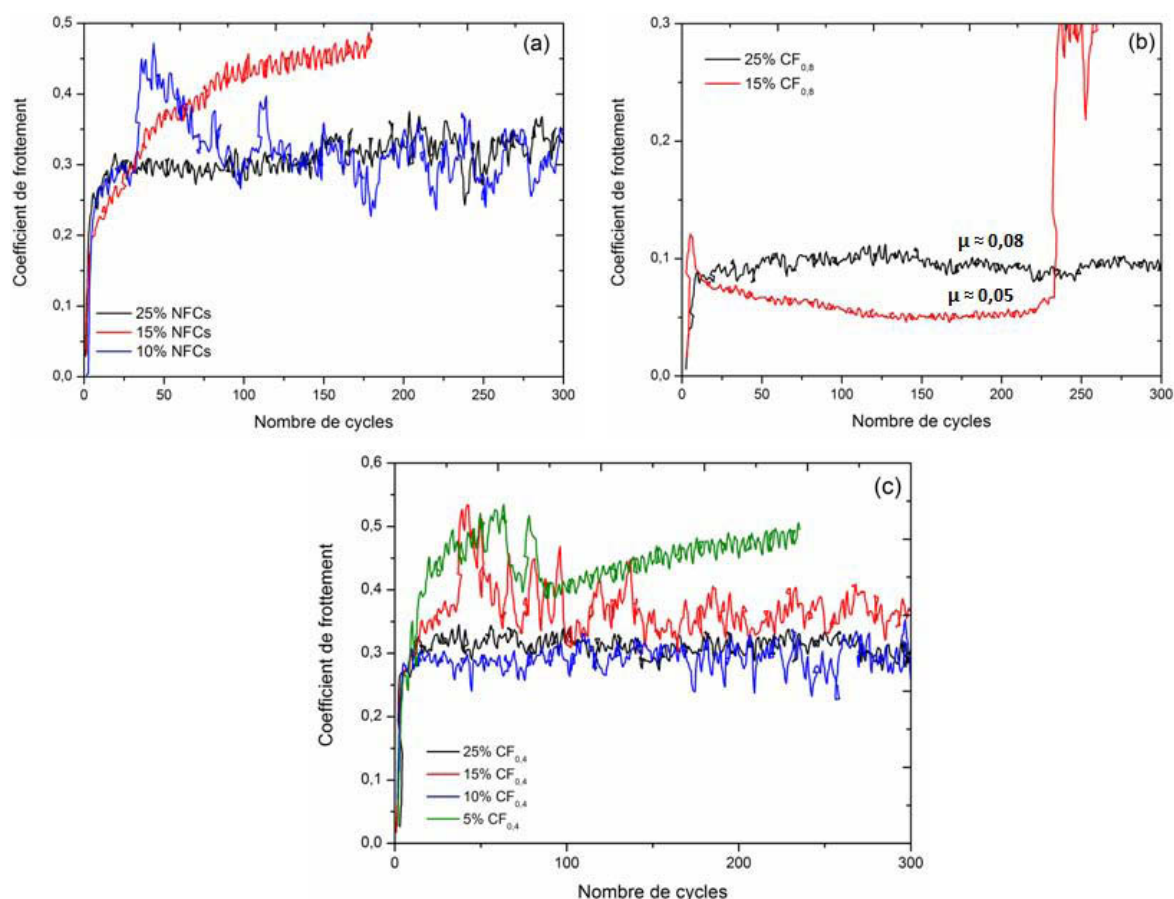 (a)
Coefficient de frottement
0,5
0,4
0,3
0,2
0,1
0,0
25% NFCs
15% NFCs
10% NFCs
0 50 100 150 200 250 300
Nombre de cycles
(b)
Coefficient de frottement
0,3
0,2
0,1
0,0
25% CF0,8
15% CF0,8
μ ≈ 0,08
μ ≈ 0,05
0 50 100 150 200 250 300
Nombre de cycles
(c)
Coefficient de frottement
0,6
0,5
0,4
0,3
0,2
0,1
0,0
25% CF0,4
15% CF0,4
10% CF0,4
5% CF0,4
0 100 200 300
Nombre de cycles